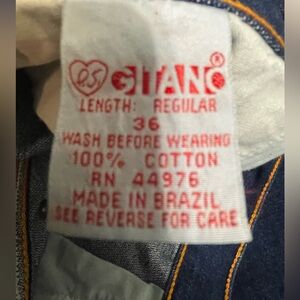 GITANO®
LENGTH: REGULAR
36
WASH BEFORE WEARING
100% COTTON
RN 44976
MADE IN BRAZIL
SEE REVERSE FOR CARE